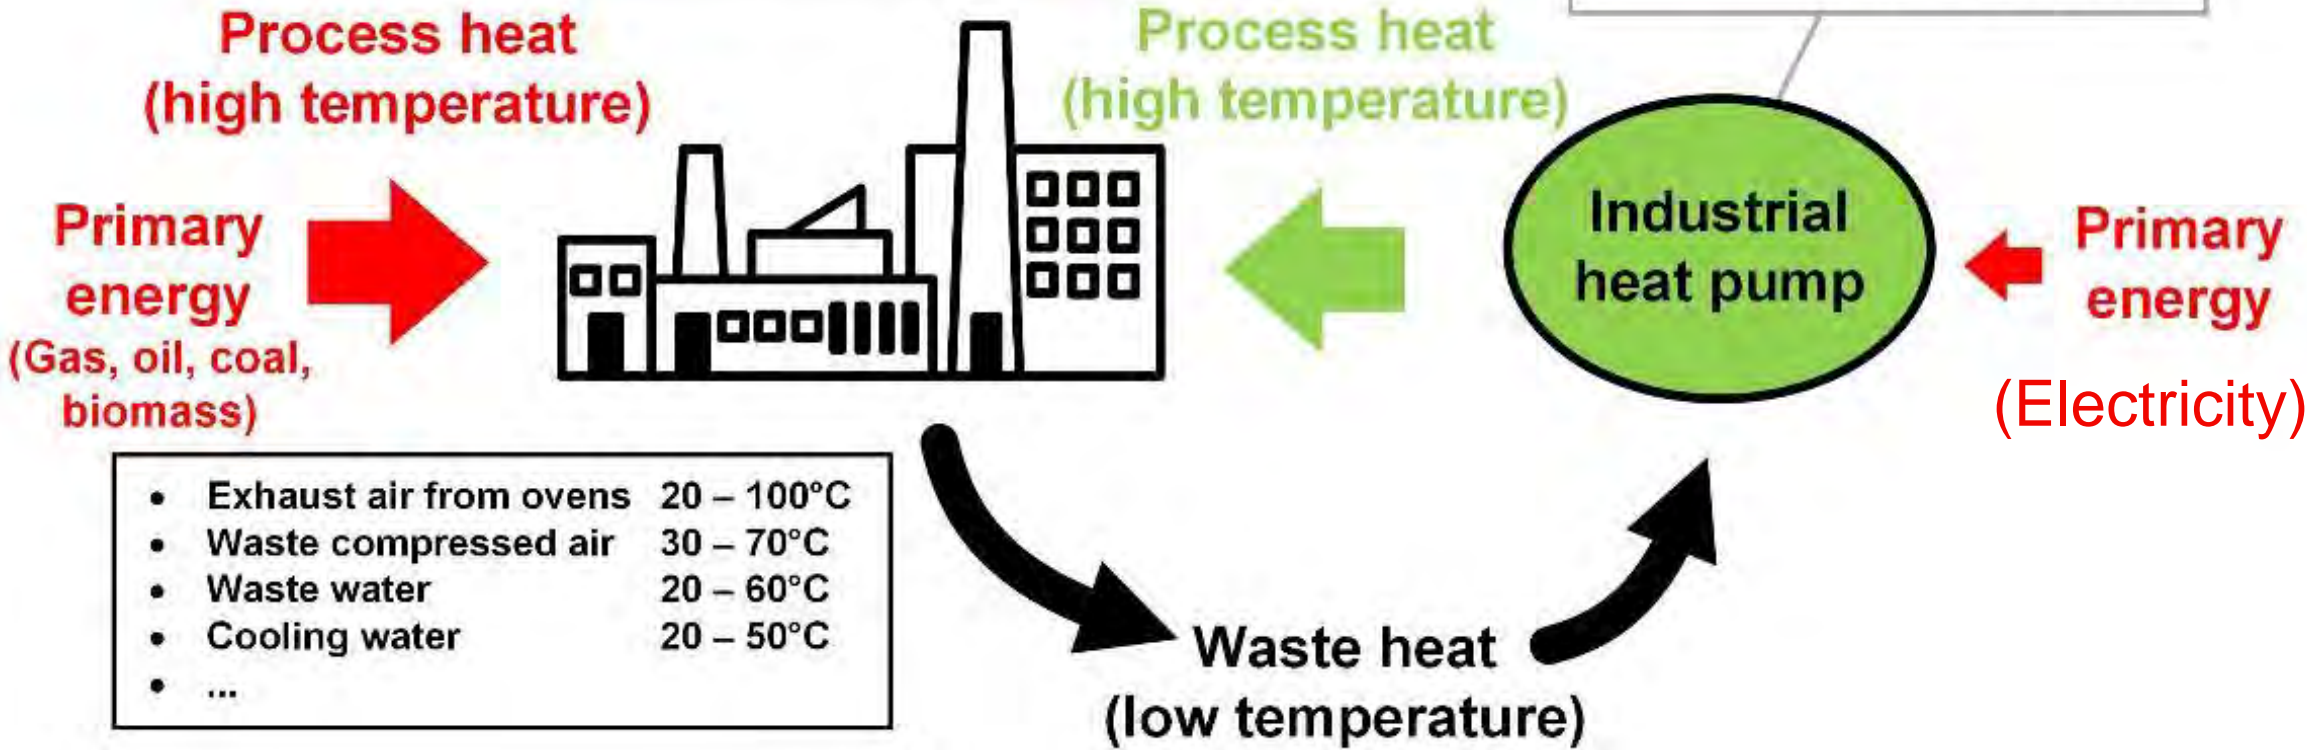 Process heat
(high temperature)
Process heat
(high temperature)
Primary
energy
(Gas, oil, coal,
biomass)
Industrial
heat pump
Primary
energy
(Electricity)
• Exhaust air from ovens 20 – 100°C
• Waste compressed air 30 – 70°C
• Waste water 20 – 60°C
• Cooling water 20 – 50°C
• ...
Waste heat
(low temperature)